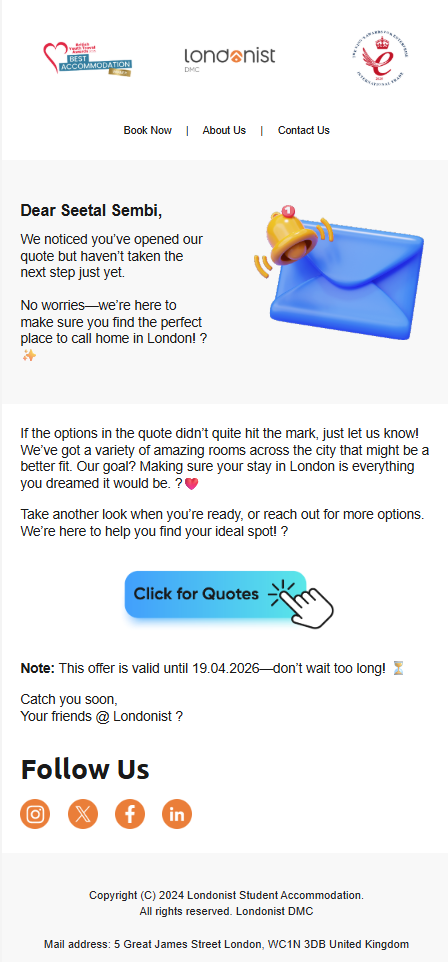 British
Youth Travel
Awards
BEST
ACCOMMODATION
londonist
DMC
THE KING'S AWARDS FOR ENTERPRISE
INTERNATIONAL TRADE
Book Now | About Us | Contact Us
Dear Seetal Sembi,
1
We noticed you’ve opened our
quote but haven’t taken the
next step just yet.
No worries—we’re here to
make sure you find the perfect
place to call home in London! ?
✨
If the options in the quote didn’t quite hit the mark, just let us know!
We’ve got a variety of amazing rooms across the city that might be a
better fit. Our goal? Making sure your stay in London is everything
you dreamed it would be. ?❤️
Take another look when you’re ready, or reach out for more options.
We’re here to help you find your ideal spot! ?
Click for Quotes
Note: This offer is valid until 19.04.2026—don’t wait too long! ⏳
Catch you soon,
Your friends @ Londonist ?
Follow Us
Copyright (C) 2024 Londonist Student Accommodation.
All rights reserved. Londonist DMC
Mail address: 5 Great James Street London, WC1N 3DB United Kingdom